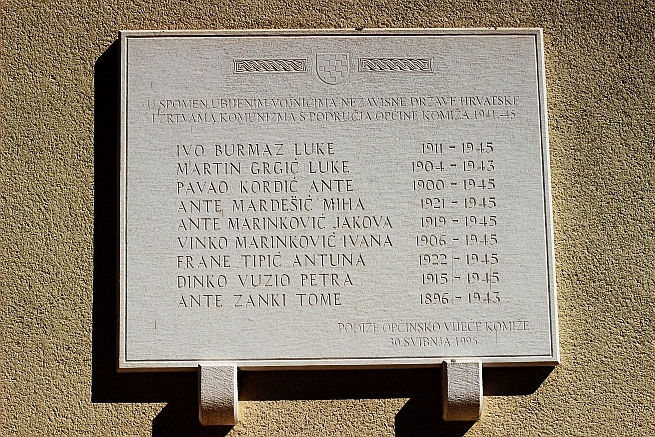 U SPOMEN UBIJENIM VOJNICIMA NEZAVISNE DRŽAVE HRVATSKE
I ŽRTVAMA KOMUNIZMA S PODRUČJA OPĆINE KOMIŽA 1941.-45
IVO BURMAZ LUKE 1911 - 1945
MARTIN GRGIĆ LUKE 1904 - 1943
PAVAO KORDIĆ ANTE 1900 - 1945
ANTE MARDEŠIĆ MIHA 1921 - 1945
ANTE MARINKOVIĆ JAKOVA 1919 - 1945
VINKO MARINKOVIĆ IVANA 1906 - 1945
FRANE TIPIĆ ANTUNA 1922 - 1945
DINKO VUZIO PETRA 1915 - 1945
ANTE ZANKI TOME 1896 - 1943
PODIŽE OPĆINSKO VIJEĆE KOMIŽE
30. SVIBNJA 1995.